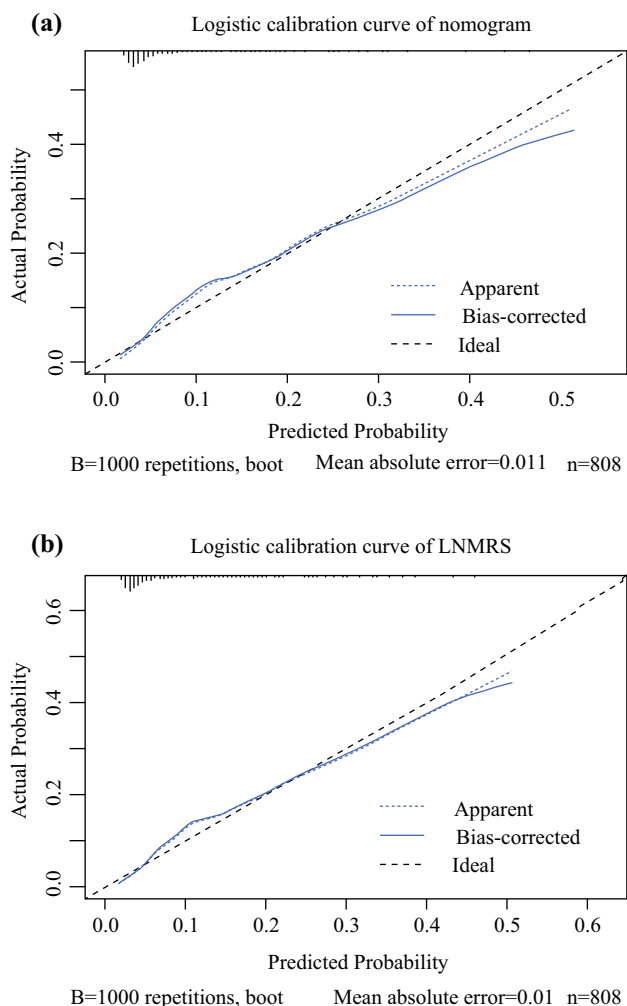 (a)
Logistic calibration curve of nomogram
Actual Probability
0.4
0.2
0.0
Apparent
Bias-corrected
Ideal
0.0 0.1 0.2 0.3 0.4 0.5
Predicted Probability
B=1000 repetitions, boot Mean absolute error=0.011 n=808
(b)
Logistic calibration curve of LNMRS
Actual Probability
0.6
0.4
0.2
0.0
Apparent
Bias-corrected
Ideal
0.0 0.1 0.2 0.3 0.4 0.5 0.6
Predicted Probability
B=1000 repetitions, boot Mean absolute error=0.01 n=808